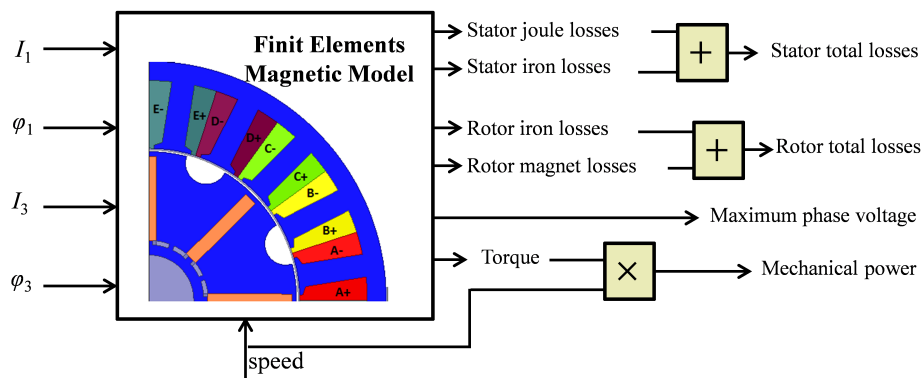 I1
φ1
I3
φ3
Finit Elements
Magnetic Model
E-
E+
D-
D+
C-
C+
B-
B+
A-
A+
speed
Stator joule losses
Stator iron losses
+
Stator total losses
Rotor iron losses
Rotor magnet losses
+
Rotor total losses
Maximum phase voltage
Torque
×
Mechanical power